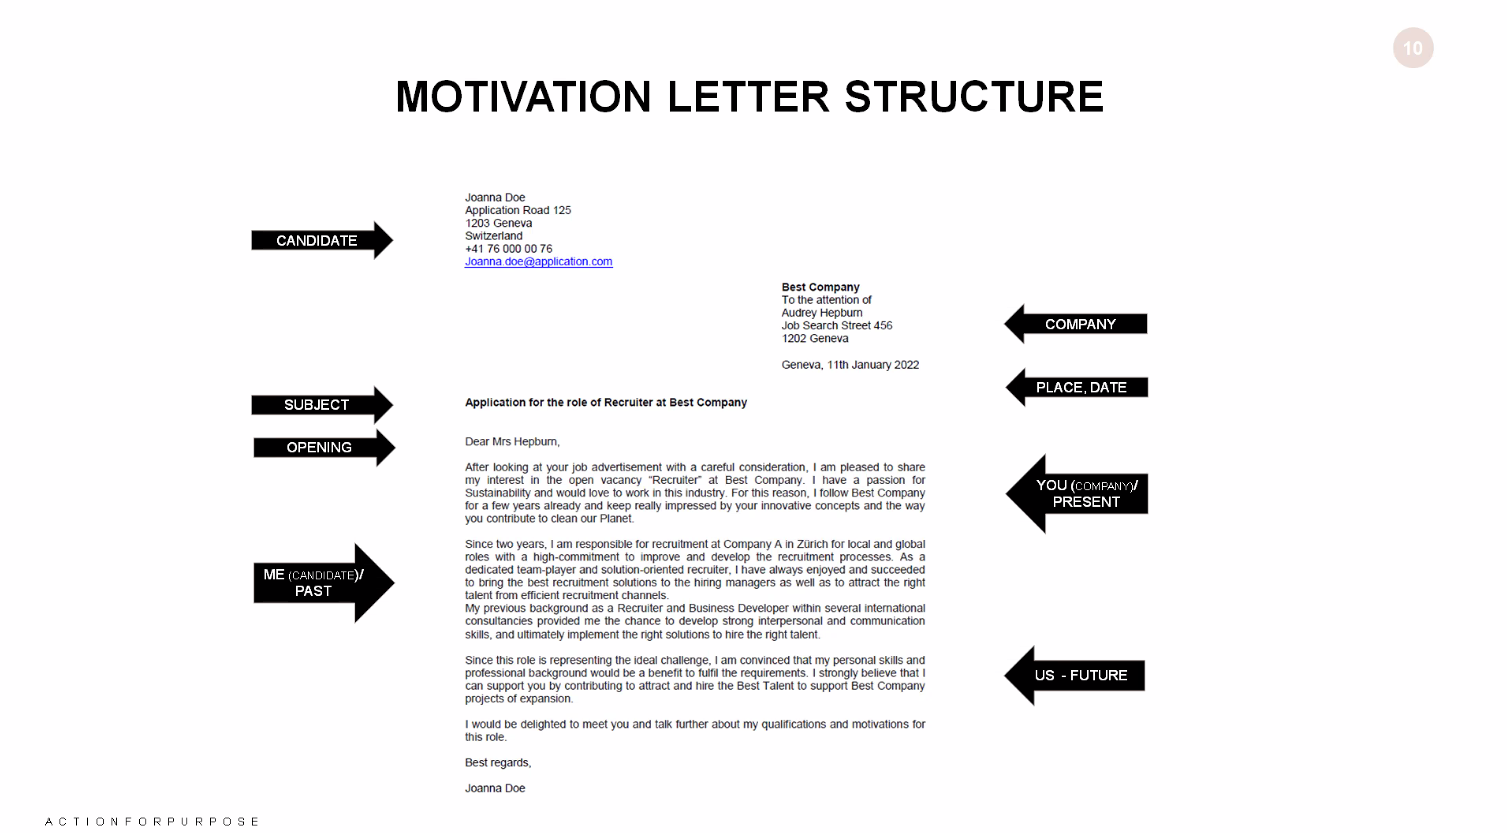 10
MOTIVATION LETTER STRUCTURE
Joanna Doe
Application Road 125
1203 Geneva
Switzerland
+41 76 000 00 76
Joanna.doe@application.com
CANDIDATE
Best Company
To the attention of
Audrey Hepburn
Job Search Street 456
1202 Geneva
COMPANY
Geneva, 11th January 2022
PLACE, DATE
SUBJECT
Application for the role of Recruiter at Best Company
OPENING
Dear Mrs Hepburn,
After looking at your job advertisement with a careful consideration, I am pleased to share
my interest in the open vacancy “Recruiter” at Best Company. I have a passion for
Sustainability and would love to work in this industry. For this reason, I follow Best Company
for a few years already and keep really impressed by your innovative concepts and the way
you contribute to clean our Planet.
YOU (COMPANY)/
PRESENT
Since two years, I am responsible for recruitment at Company A in Zürich for local and global
roles with a high-commitment to improve and develop the recruitment processes. As a
dedicated team-player and solution-oriented recruiter, I have always enjoyed and succeeded
to bring the best recruitment solutions to the hiring managers as well as to attract the right
talent from efficient recruitment channels.
My previous background as a Recruiter and Business Developer within several international
consultancies provided me the chance to develop strong interpersonal and communication
skills, and ultimately implement the right solutions to hire the right talent.
ME (CANDIDATE)/
PAST
Since this role is representing the ideal challenge, I am convinced that my personal skills and
professional background would be a benefit to fulfil the requirements. I strongly believe that I
can support you by contributing to attract and hire the Best Talent to support Best Company
projects of expansion.
US - FUTURE
I would be delighted to meet you and talk further about my qualifications and motivations for
this role.
Best regards,
Joanna Doe
ACTIONFORPURPOSE